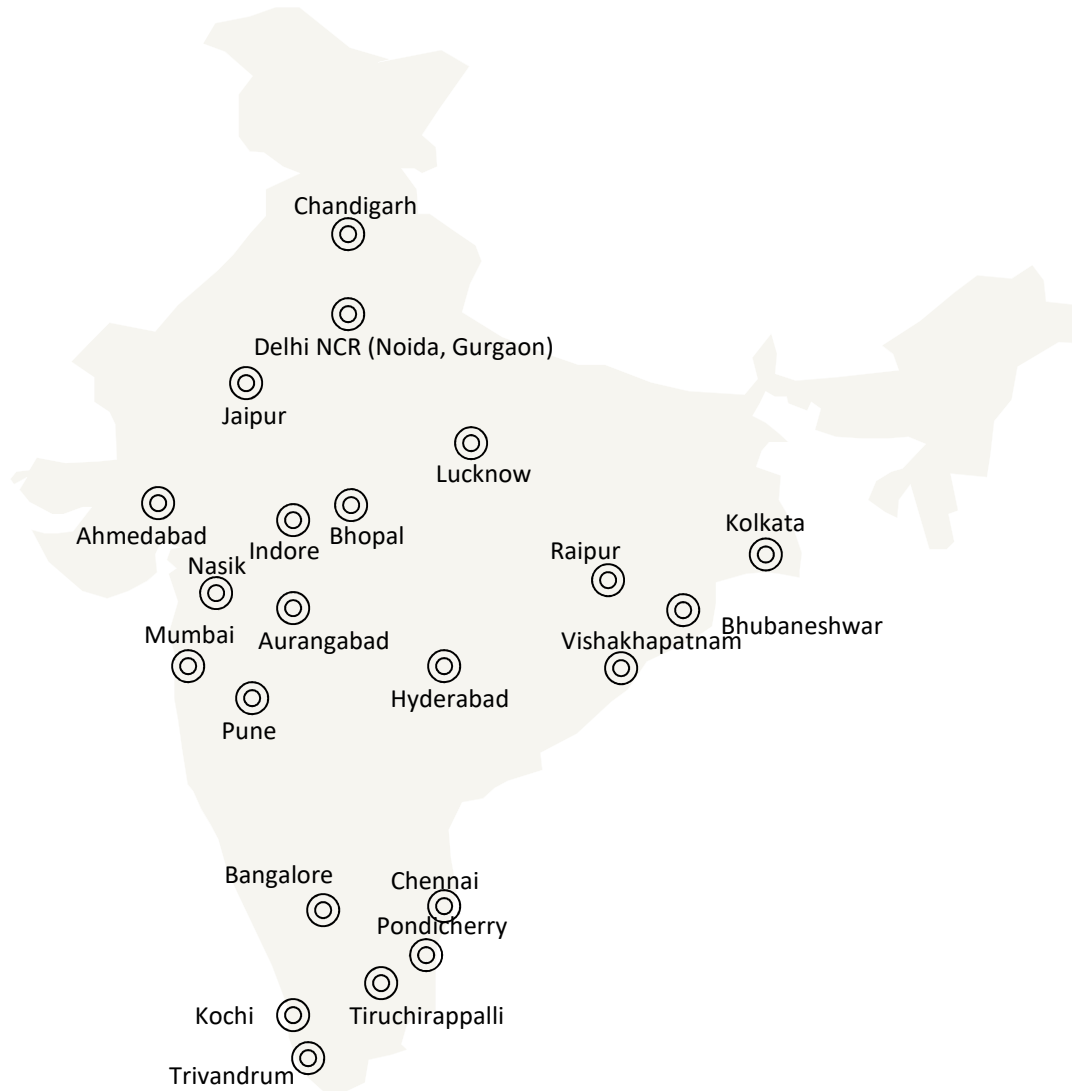 Chandigarh
Delhi NCR (Noida, Gurgaon)
Jaipur
Lucknow
Ahmedabad
Indore
Bhopal
Kolkata
Raipur
Nasik
Bhubaneshwar
Mumbai
Aurangabad
Vishakhapatnam
Hyderabad
Pune
Bangalore
Chennai
Pondicherry
Kochi
Tiruchirappalli
Trivandrum